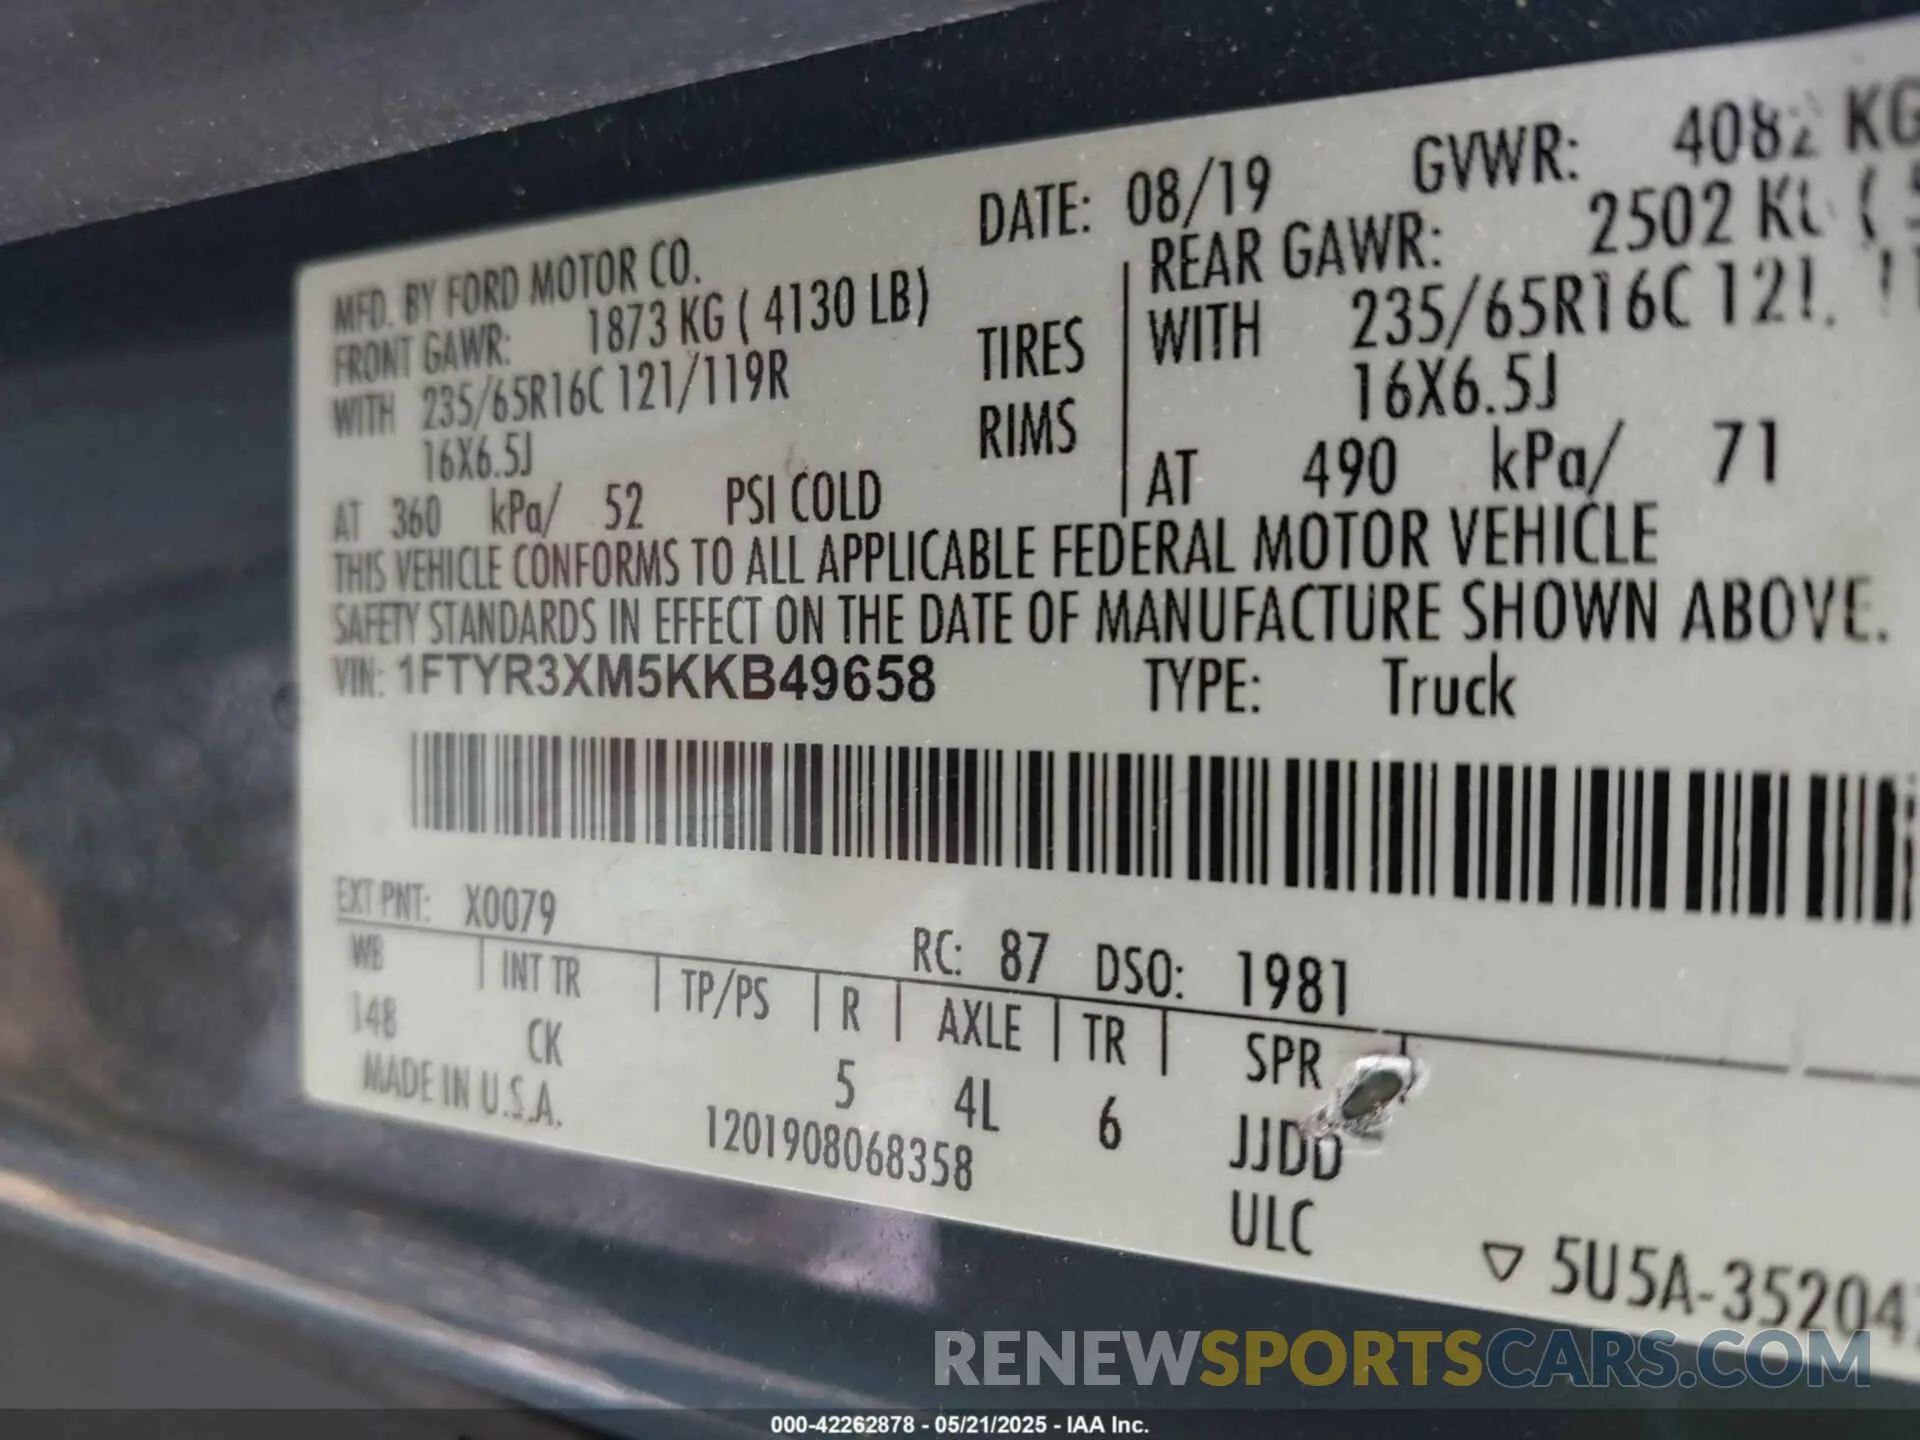 DATE: 08/19 GVWR: 4082 KG
MFD. BY FORD MOTOR CO.
FRONT GAWR: 1873 KG ( 4130 LB) REAR GAWR: 2502
WITH 235/65R16C 121/119R TIRES WITH 235/65R16C
16X6.5J RIMS 16X6.5J
AT 360 kPa/ 52 PSI COLD AT 490 kPa/ 71
THIS VEHICLE CONFORMS TO ALL APPLICABLE FEDERAL MOTOR VEHICLE
SAFETY STANDARDS IN EFFECT ON THE DATE OF MANUFACTURE SHOWN ABOVE.
VIN: 1FTYR3XM5KKB49658 TYPE: Truck
EXT PNT: X0079 RC: 87 DSO: 1981
WB INT TR TP/PS R AXLE TR SPR
148 CK 5 4L 6 JJDD
MADE IN U.S.A. 1201908068358 ULC
5U5A-35204
RENEWSPORTSCARS.COM
000-42262878 - 05/21/2025 - IAA Inc.